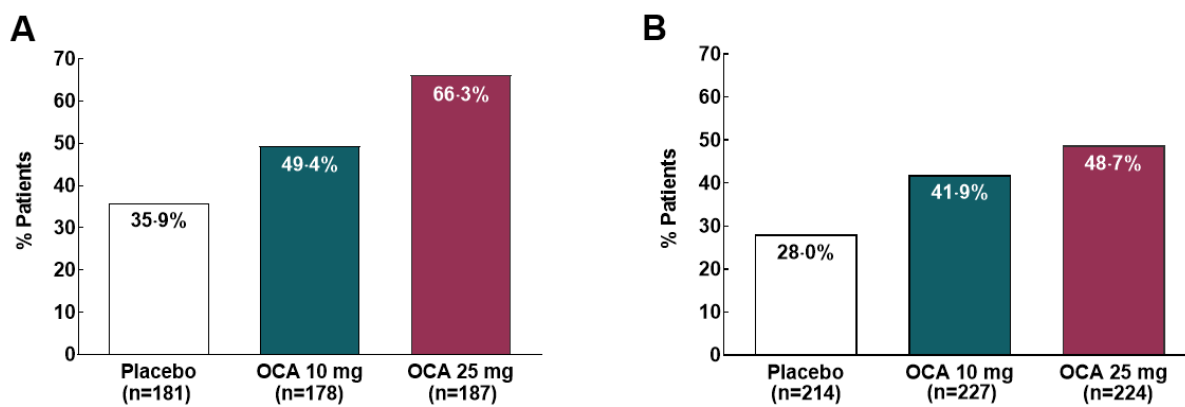 A
% Patients
70
60
50
40
30
20
10
0
35·9%
49·4%
66·3%
Placebo
(n=181)
OCA 10 mg
(n=178)
OCA 25 mg
(n=187)
B
% Patients
70
60
50
40
30
20
10
0
28·0%
41·9%
48·7%
Placebo
(n=214)
OCA 10 mg
(n=227)
OCA 25 mg
(n=224)